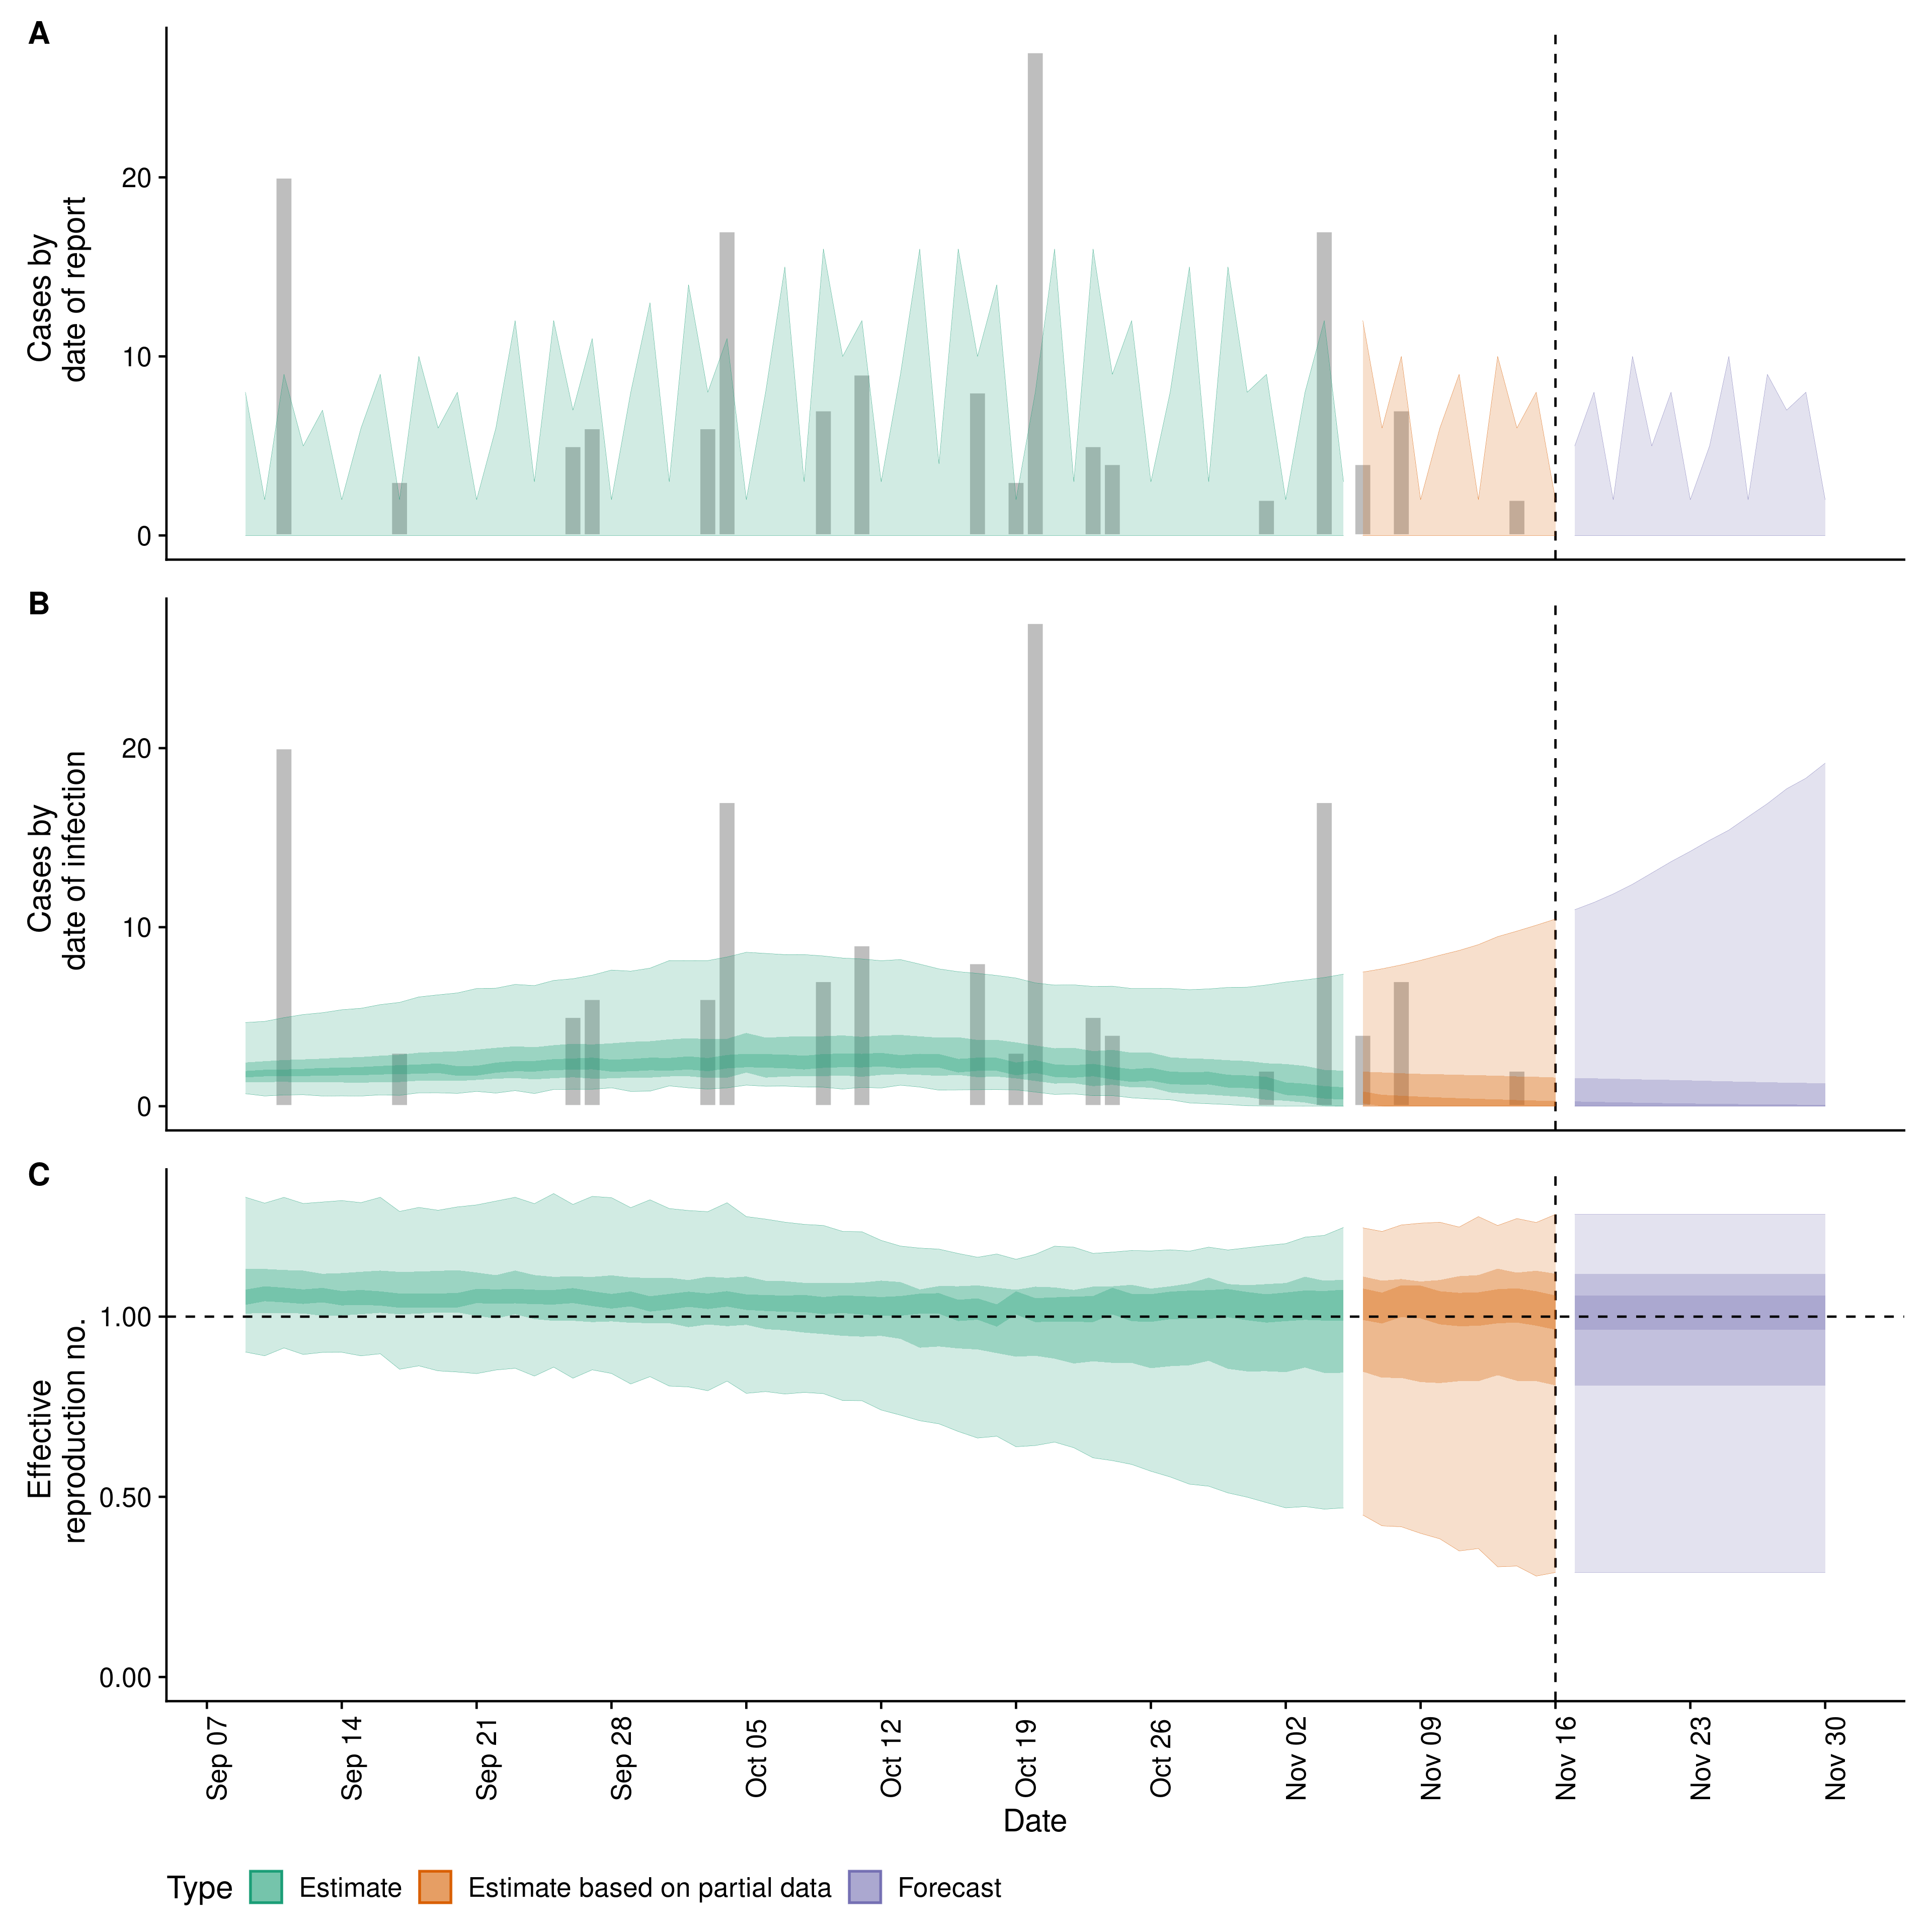 A
Cases by
date of report
20
10
0
B
Cases by
date of infection
20
10
0
C
Effective
reproduction no.
1.00
0.50
0.00
Sep 07
Sep 14
Sep 21
Sep 28
Oct 05
Oct 12
Oct 19
Oct 26
Nov 02
Nov 09
Nov 16
Nov 23
Nov 30
Date
Type Estimate Estimate based on partial data Forecast